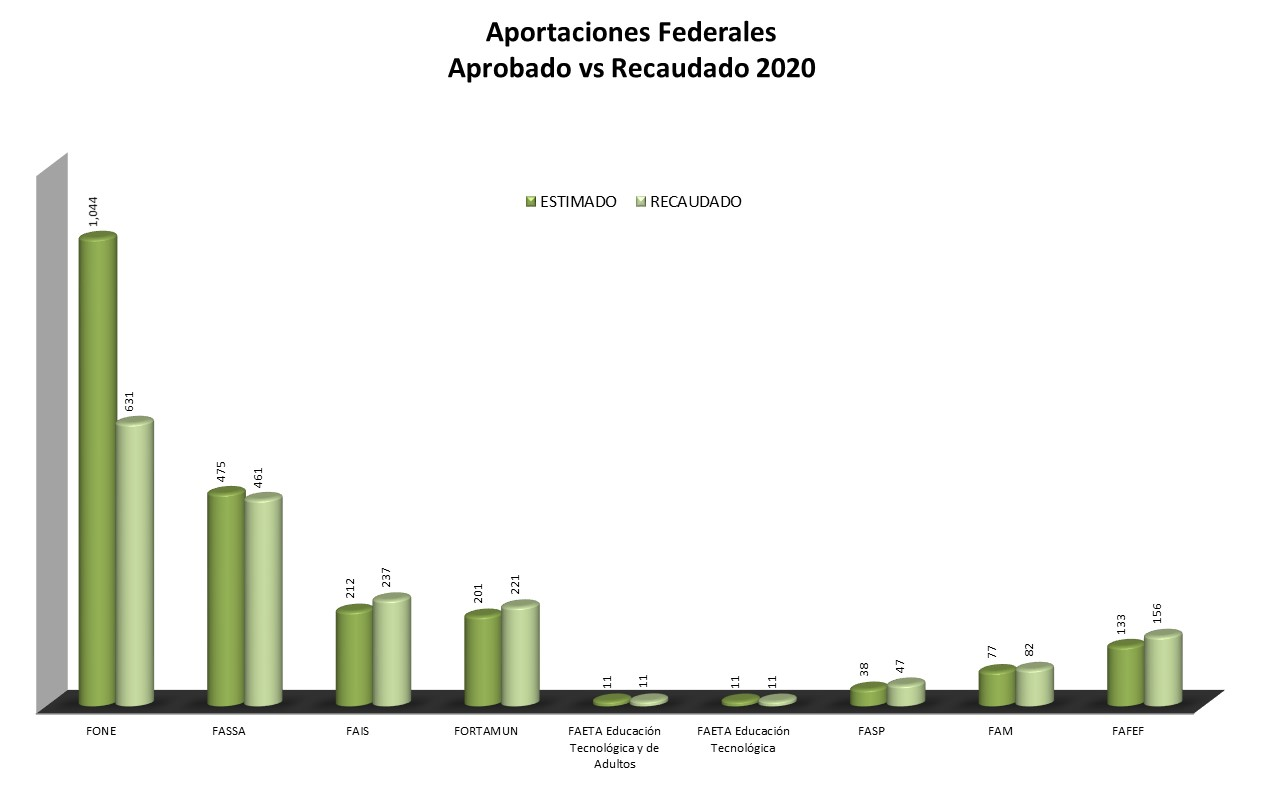 Aportaciones Federales
Aprobado vs Recaudado 2020
ESTIMADO
RECAUDADO
1,044
631
475
461
212
237
201
221
11
11
11
11
38
47
77
82
133
156
FONE
FASSA
FAIS
FORTAMUN
FAETA Educación
Tecnológica y de
Adultos
FAETA Educación
Tecnológica
FASP
FAM
FAFEF